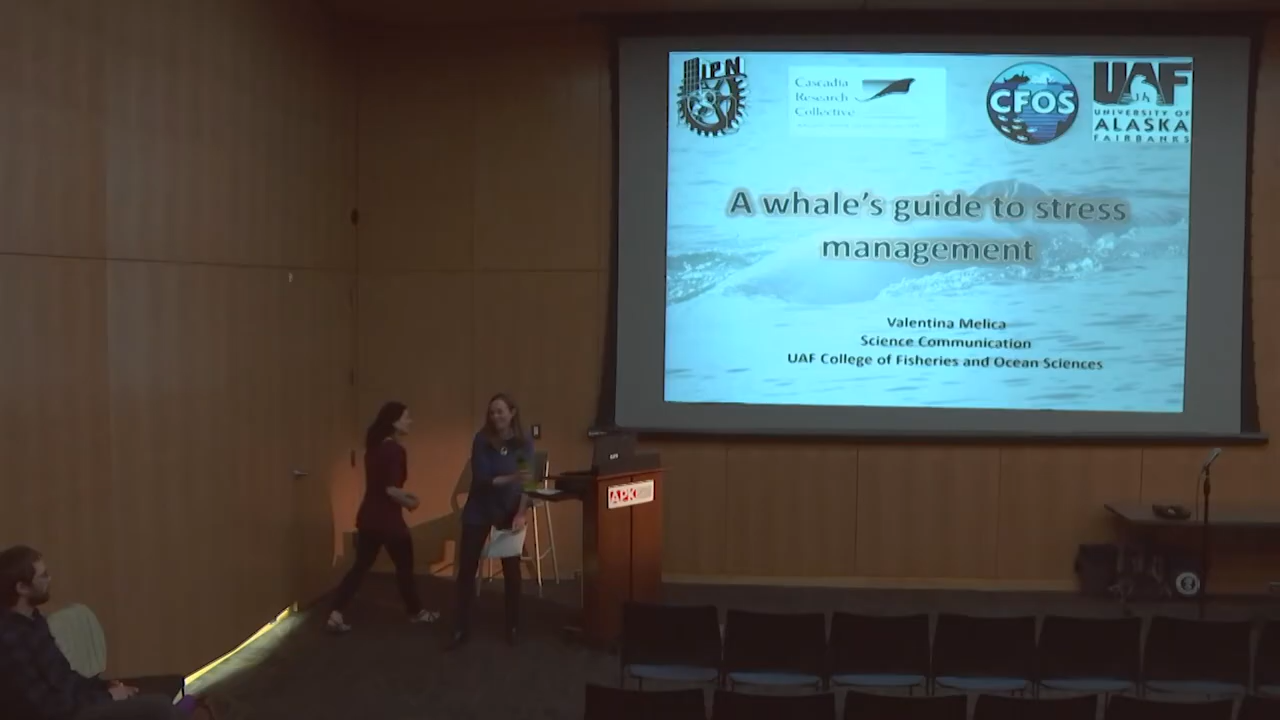 IPN
Cascadia
Research
Collective
CFOS
UAF
UNIVERSITY OF
ALASKA
FAIRBANKS
A whale's guide to stress
management
Valentina Melica
Science Communication
UAF College of Fisheries and Ocean Sciences
APK